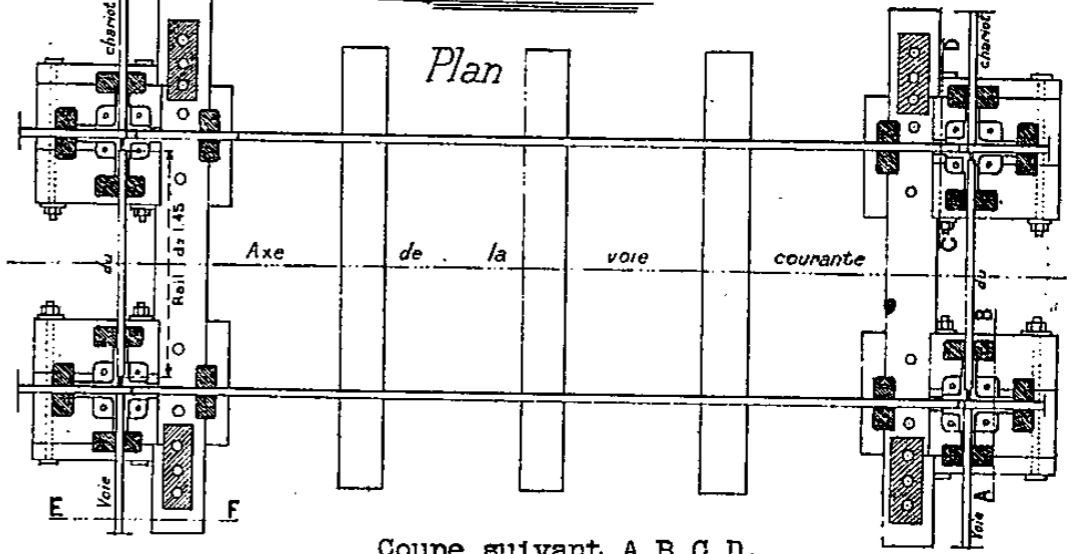 Plan
chariot
chariot
D
Rail de 1.45
C
Axe de la voie courante
du
du
B
A
E F
Voie
Voie
Coupe suivant A.B.C.D.